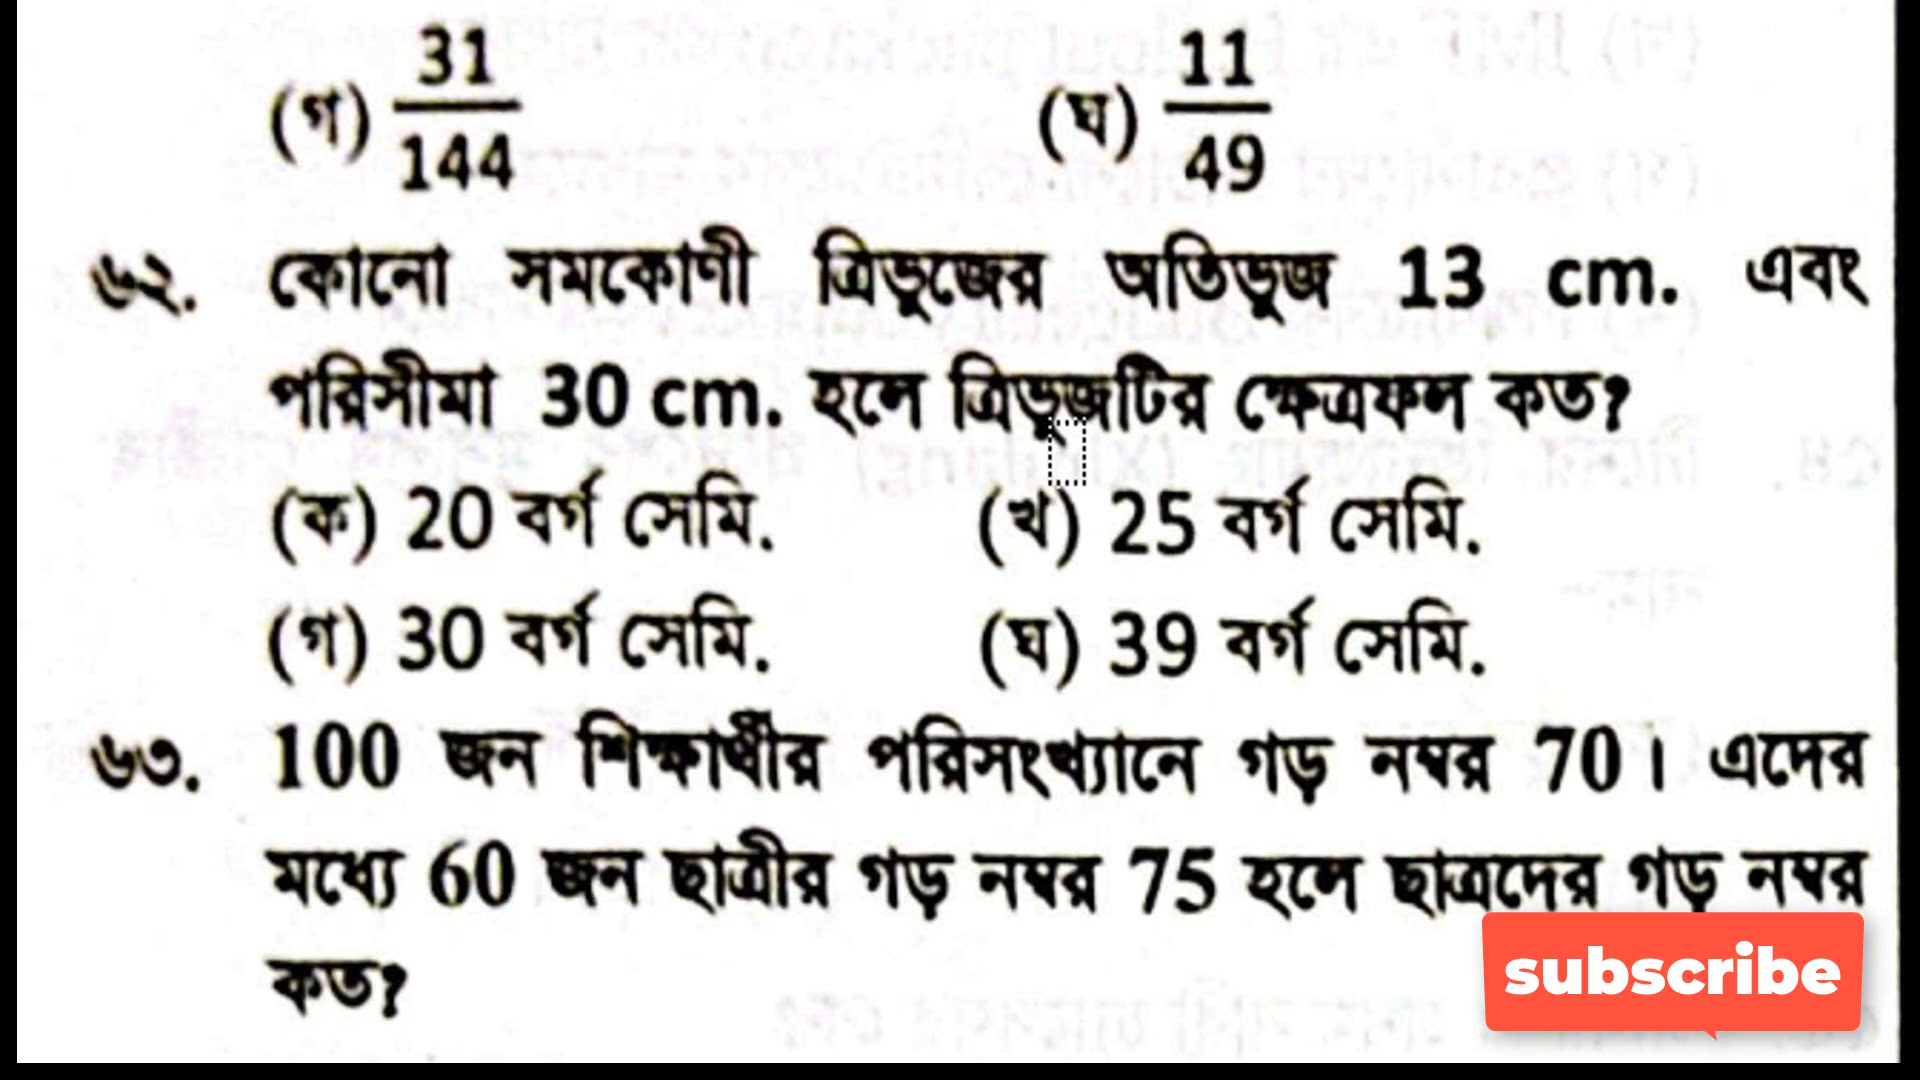 (গ) 31/144 (ঘ) 11/49
৬২. কোনো সমকোণী ত্রিভুজের অতিভুজ 13 cm. এবং
পরিসীমা 30 cm. হলে ত্রিভুজটির ক্ষেত্রফল কত?
(ক) 20 বর্গ সেমি. (খ) 25 বর্গ সেমি.
(গ) 30 বর্গ সেমি. (ঘ) 39 বর্গ সেমি.
৬৩. 100 জন শিক্ষার্থীর পরিসংখ্যানে গড় নম্বর 70। এদের
মধ্যে 60 জন ছাত্রীর গড় নম্বর 75 হলে ছাত্রদের গড় নম্বর
কত?
subscribe